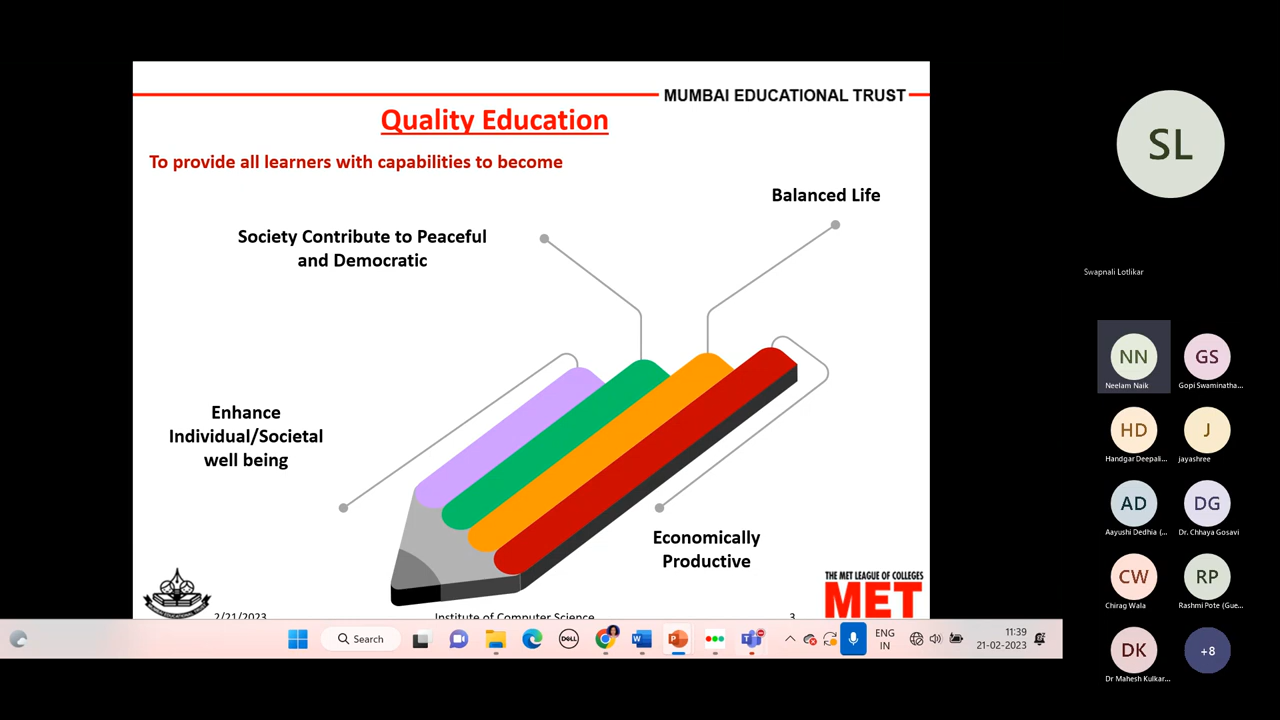 MUMBAI EDUCATIONAL TRUST
Quality Education
To provide all learners with capabilities to become
Balanced Life
Society Contribute to Peaceful
and Democratic
Enhance
Individual/Societal
well being
Economically
Productive
THE MET LEAGUE OF COLLEGES
MET
2/21/2023
Institute of Computer Science
3
Search
DELL
ENG
IN
11:39
21-02-2023
SL
Swapnali Lotlikar
NN
Neelam Naik
GS
Gopi Swaminatha...
HD
Handgar Deepali...
J
jayashree
AD
Aayushi Dedhia (...
DG
Dr. Chhaya Gosavi
CW
Chirag Wala
RP
Rashmi Pote (Gue...
DK
Dr Mahesh Kulkar...
+8